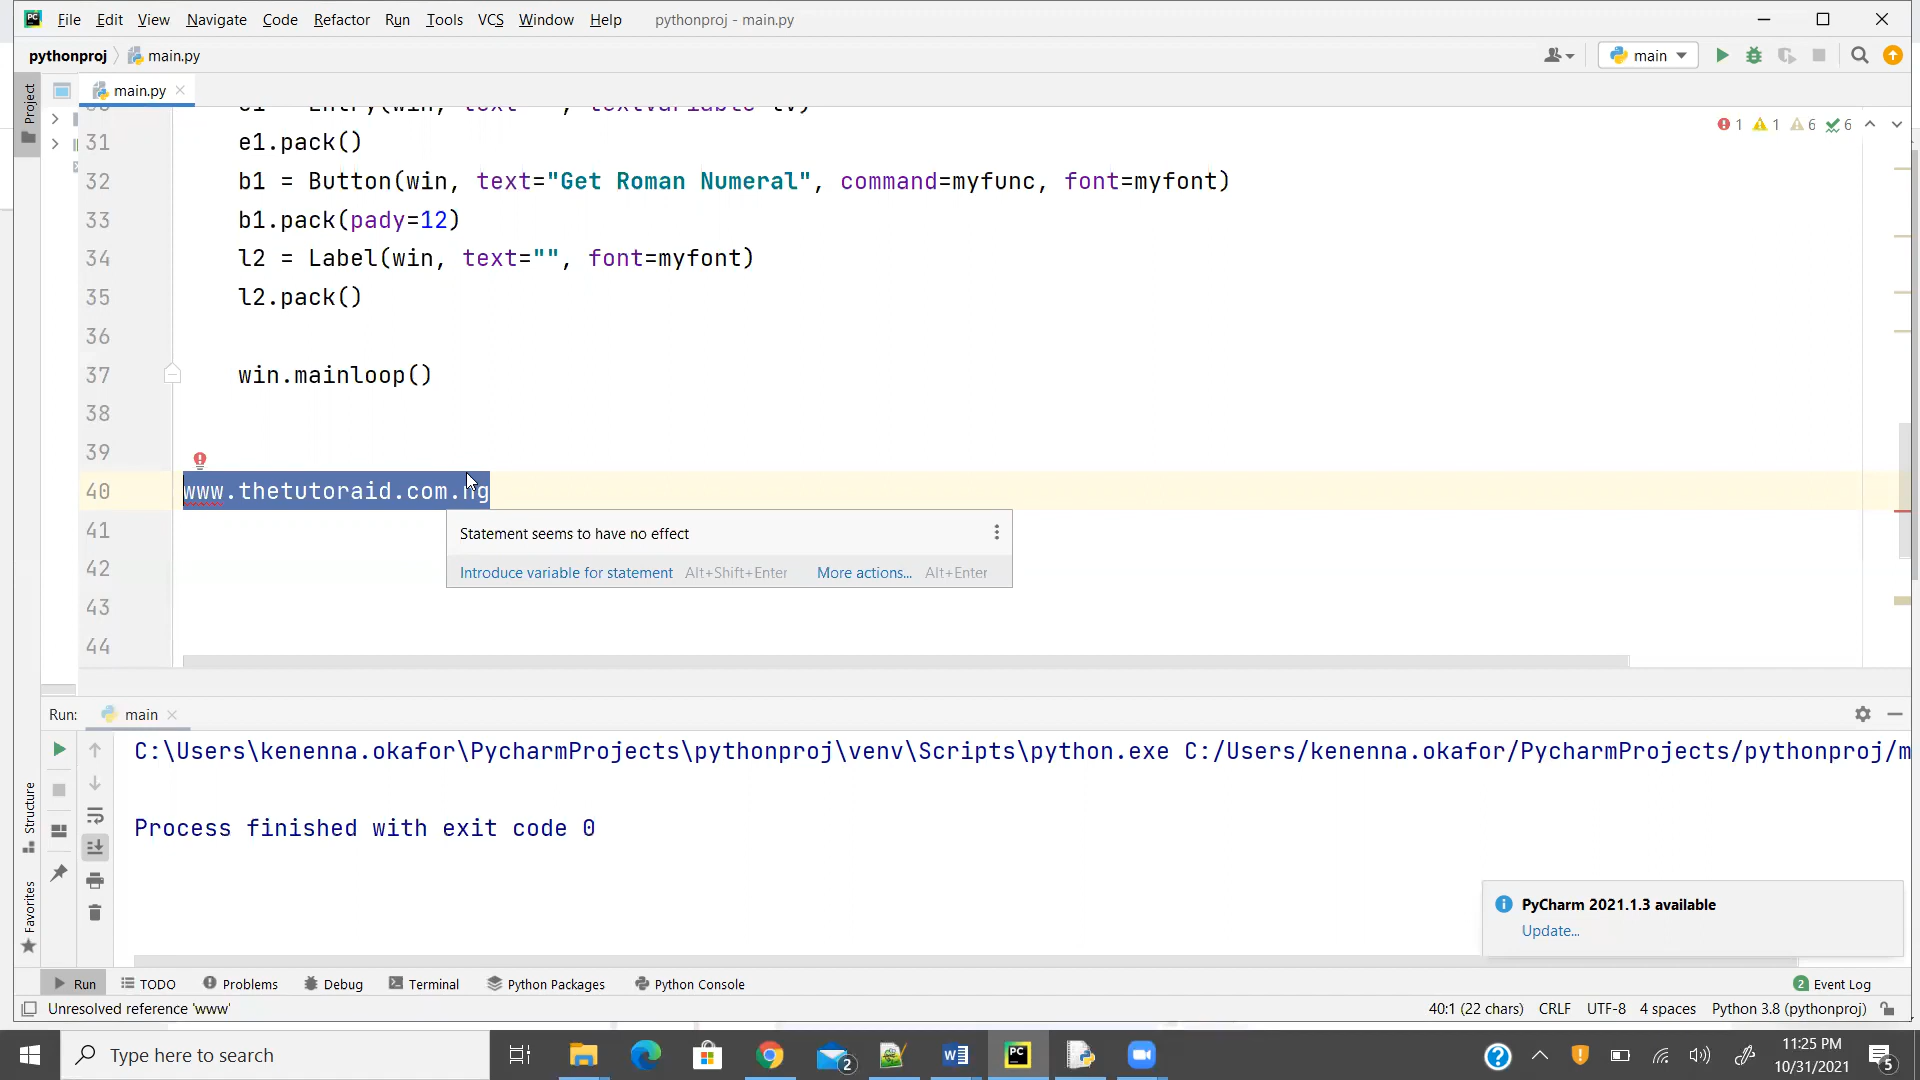 File Edit View Navigate Code Refactor Run Tools VCS Window Help pythonproj - main.py
pythonproj main.py main
Project main.py
31 e1.pack()
1 1 6 6
32 b1 = Button(win, text="Get Roman Numeral", command=myfunc, font=myfont)
33 b1.pack(pady=12)
34 l2 = Label(win, text="", font=myfont)
35 l2.pack()
36
37 win.mainloop()
38
39
40 www.thetutoraid.com.ng
41 Statement seems to have no effect
42 Introduce variable for statement Alt+Shift+Enter More actions... Alt+Enter
43
44
Run: main
C:\Users\kenenna.okafor\PycharmProjects\pythonproj\venv\Scripts\python.exe C:/Users/kenenna.okafor/PycharmProjects/pythonproj/m
Process finished with exit code 0
Structure
Favorites
PyCharm 2021.1.3 available
Update...
Run TODO Problems Debug Terminal Python Packages Python Console 2 Event Log
Unresolved reference 'www' 40:1 (22 chars) CRLF UTF-8 4 spaces Python 3.8 (pythonproj)
Type here to search 2 PC 11:25 PM
10/31/2021 5